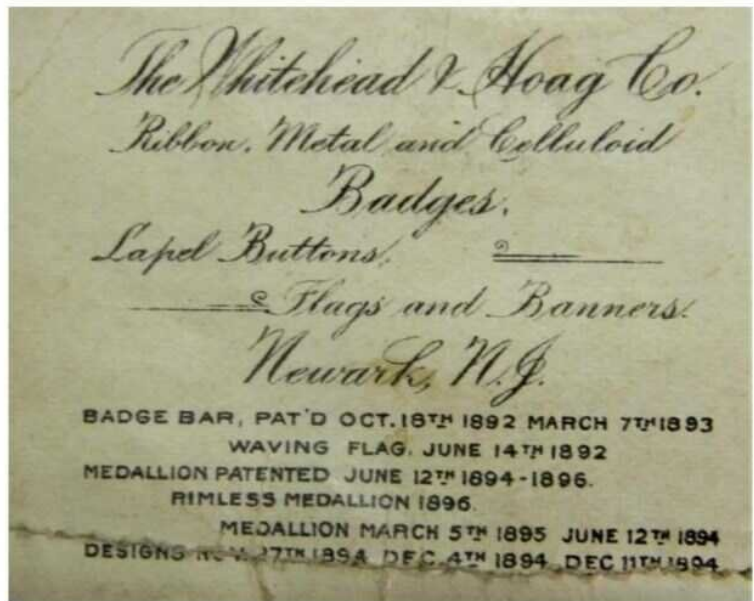 The Whitehead & Hoag Co.
Ribbon, Metal and Celluloid
Badges,
Lapel Buttons,
Flags and Banners.
Newark, N.J.
BADGE BAR, PAT'D OCT. 18TH 1892 MARCH 7TH 1893
WAVING FLAG, JUNE 14TH 1892
MEDALLION PATENTED JUNE 12TH 1894-1896.
RIMLESS MEDALLION 1896.
MEDALLION MARCH 5TH 1895 JUNE 12TH 1894
DESIGNS NOV. 27TH 1894 DEC. 4TH 1894 DEC 11TH 1894